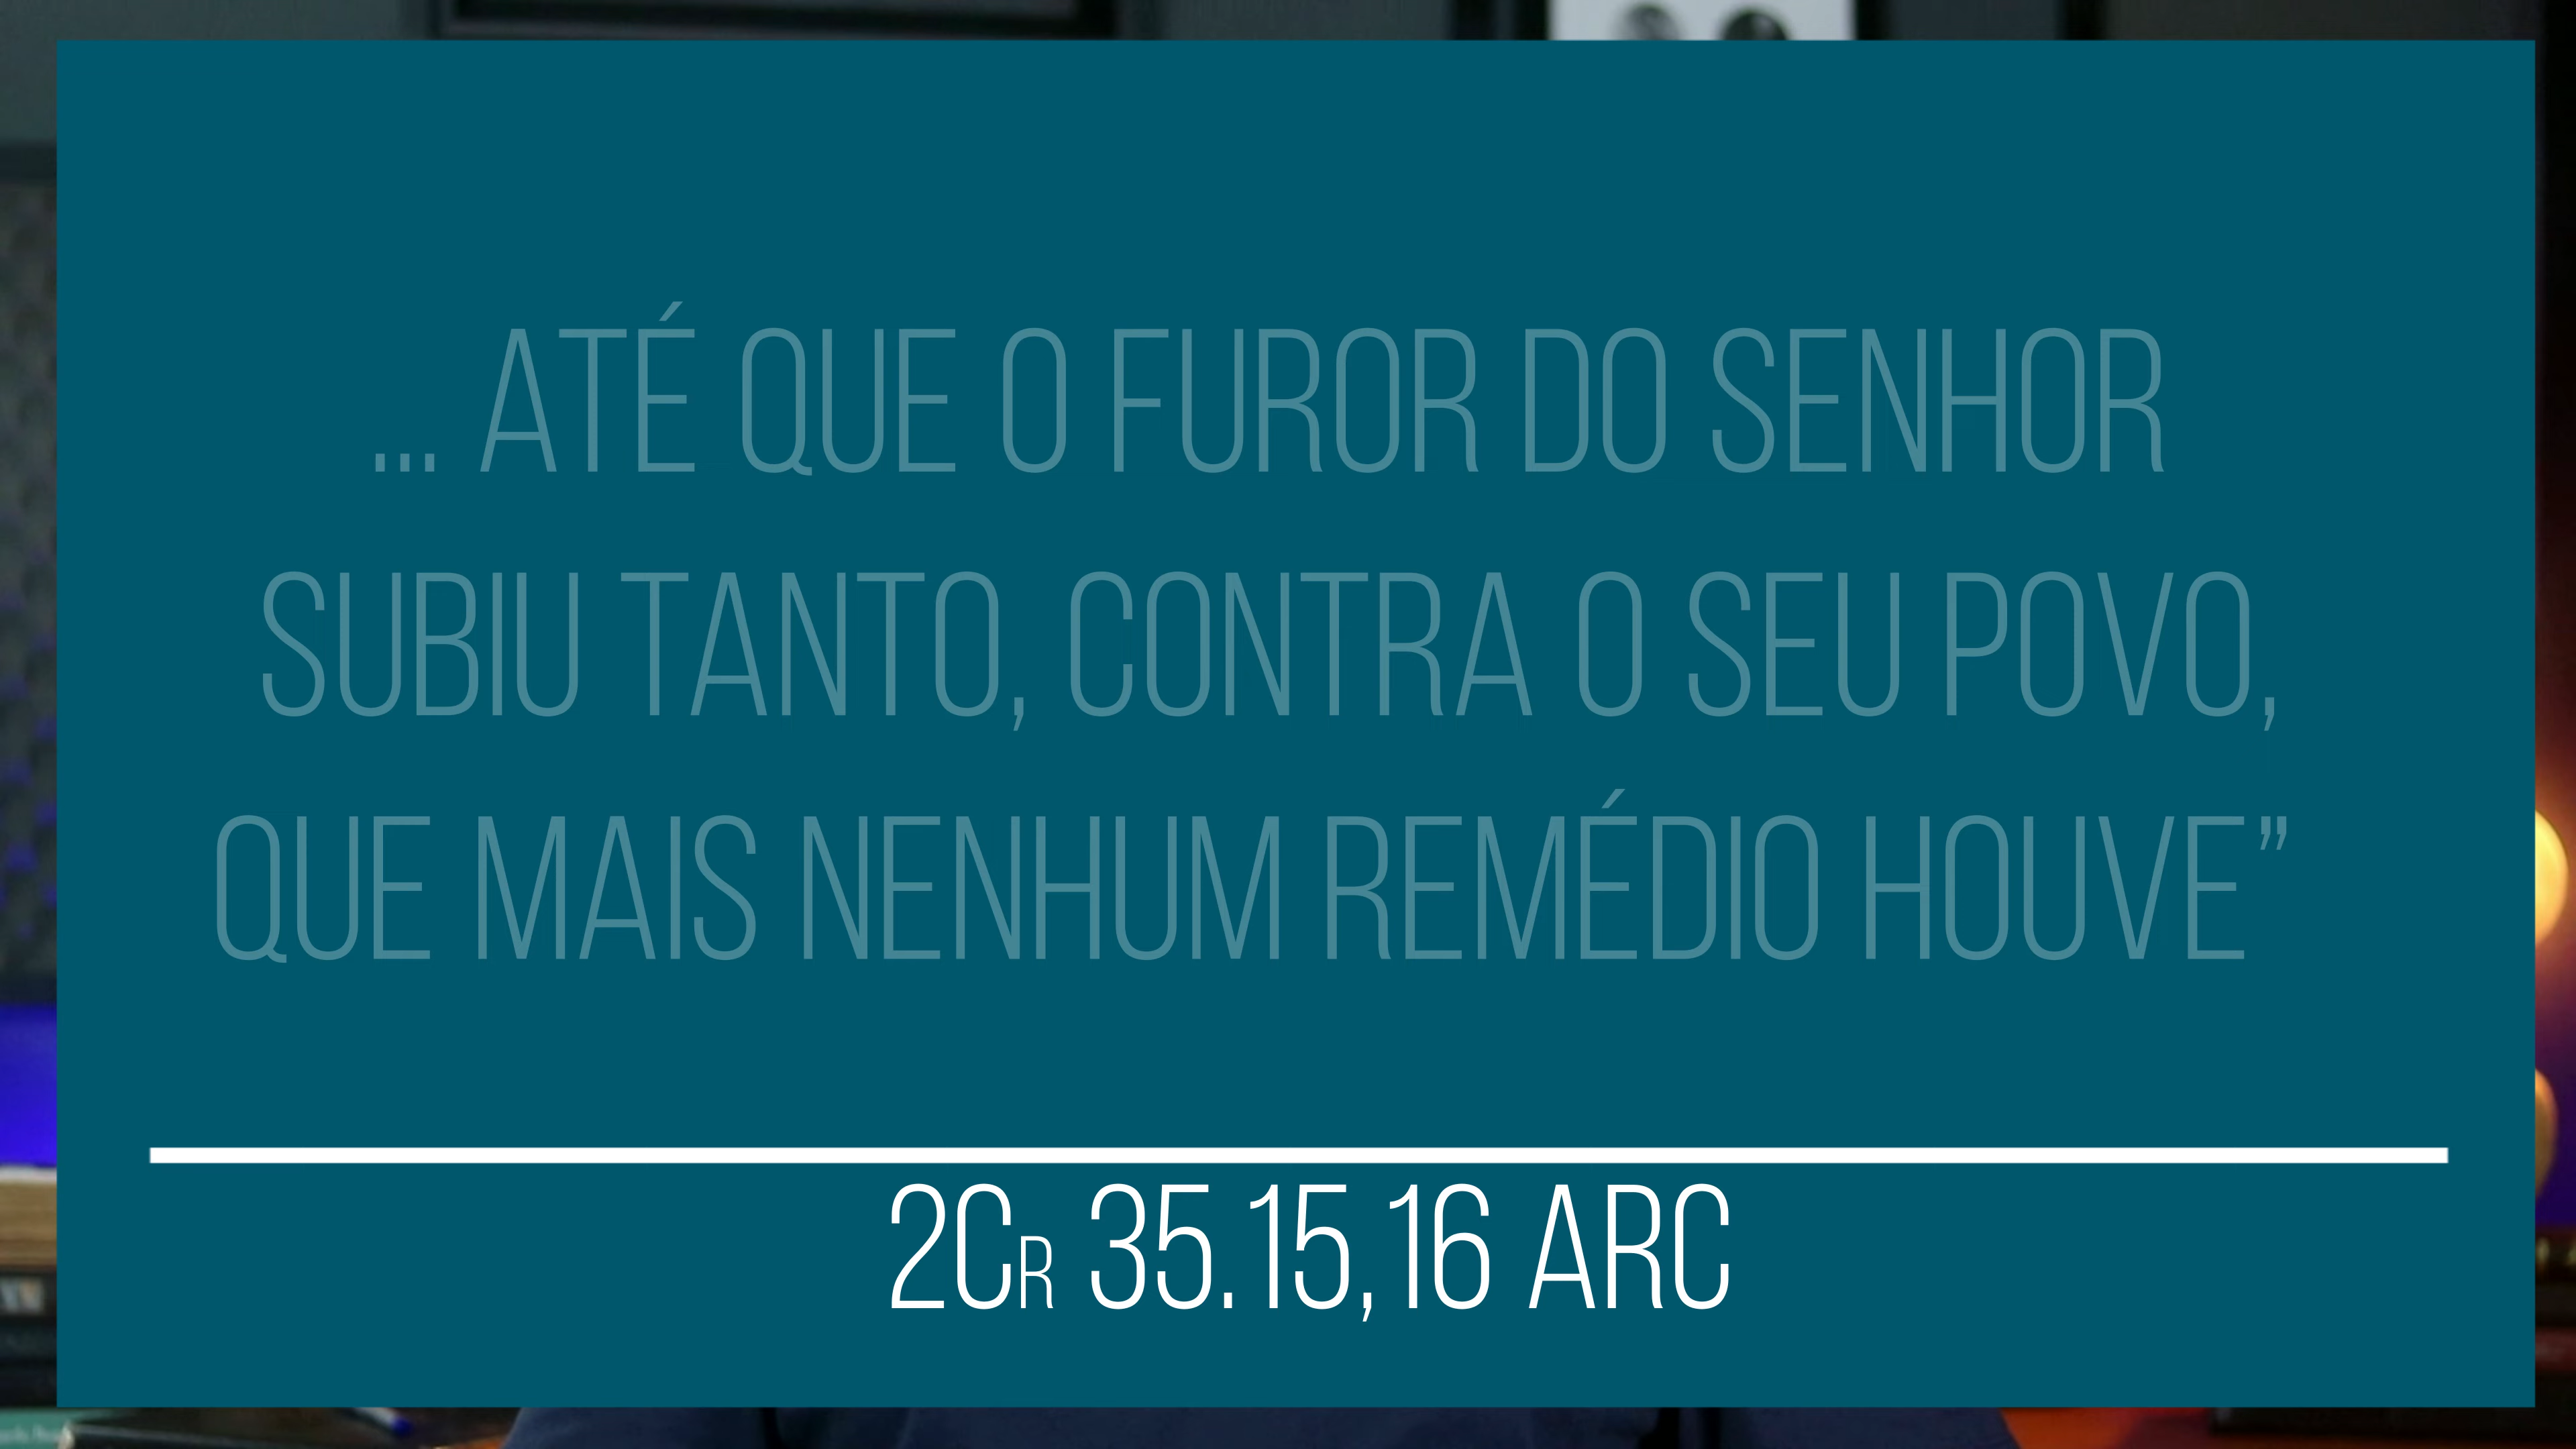 ... ATÉ QUE O FUROR DO SENHOR
SUBIU TANTO, CONTRA O SEU POVO,
QUE MAIS NENHUM REMÉDIO HOUVE”
2CR 35.15,16 ARC